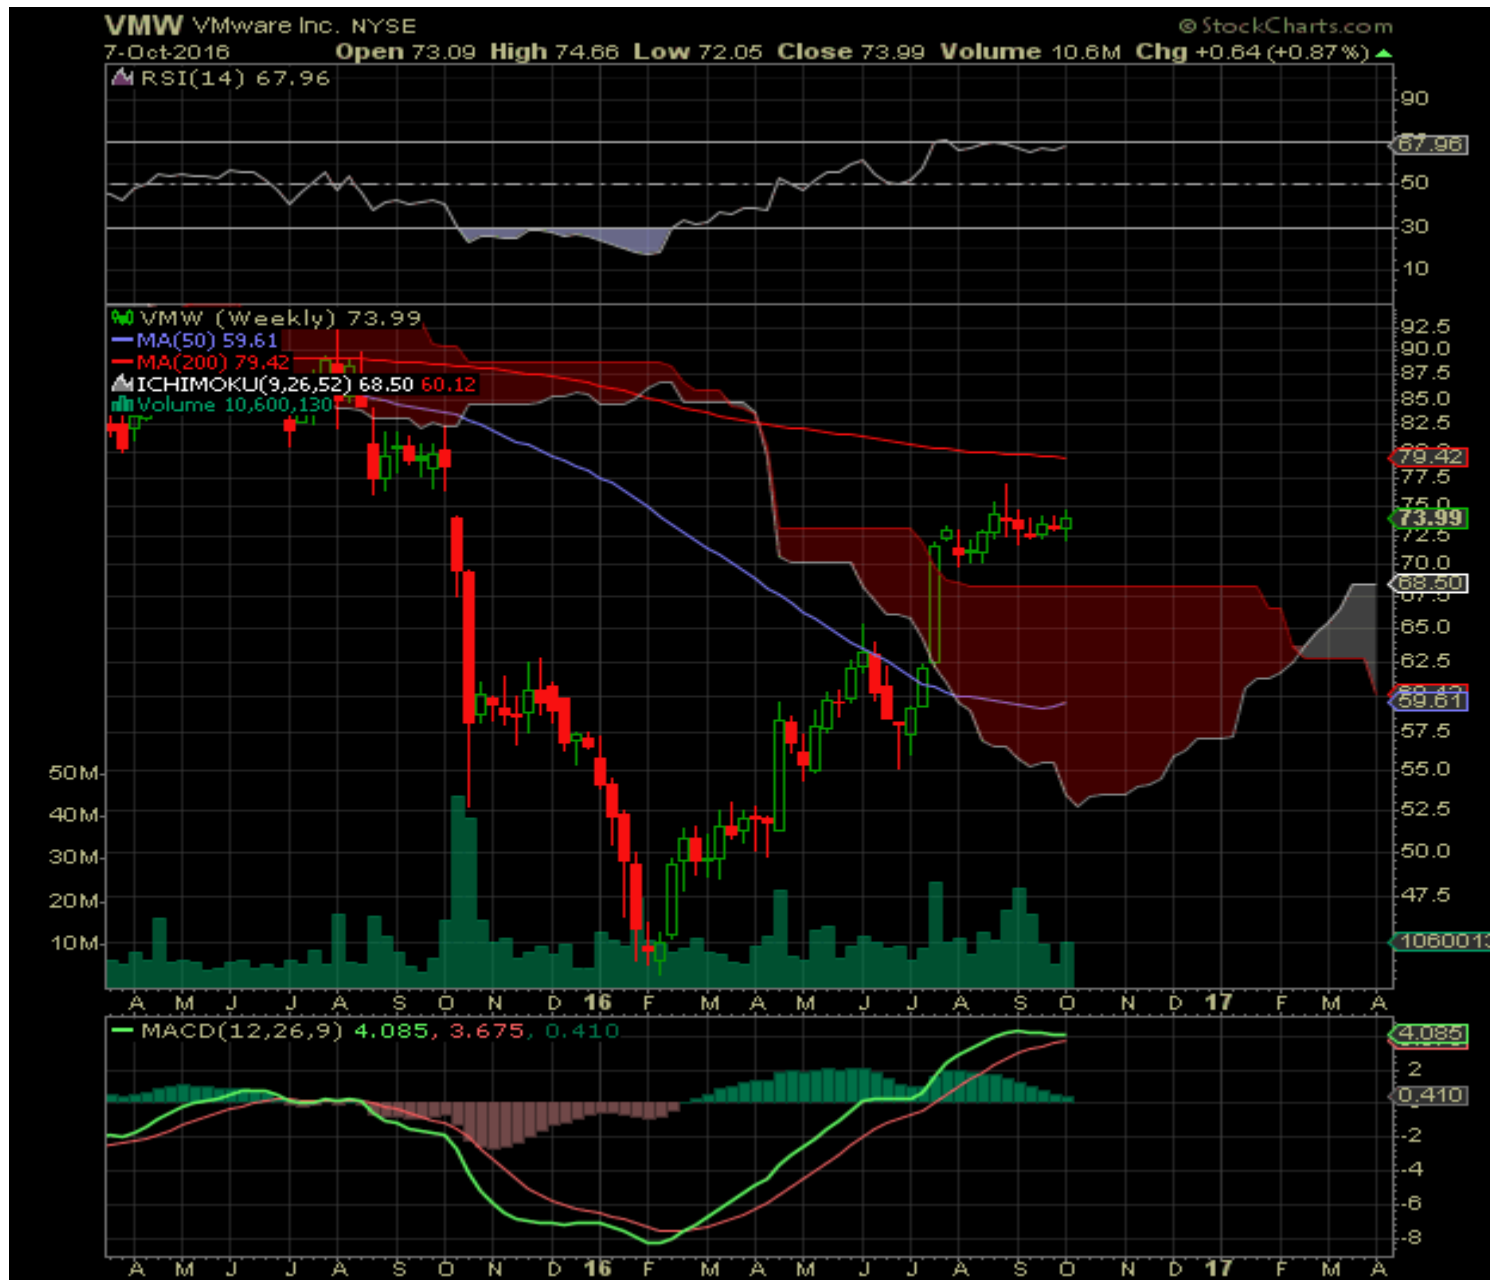 VMW VMware Inc. NYSE © StockCharts.com
7-Oct-2016 Open 73.09 High 74.66 Low 72.05 Close 73.99 Volume 10.6M Chg +0.64 (+0.87%)
RSI(14) 67.96
90
67.96
50
30
10
VMW (Weekly) 73.99
MA(50) 59.61
MA(200) 79.42
ICHIMOKU(9,26,52) 68.50 60.12
Volume 10,600,130
92.5
90.0
87.5
85.0
82.5
79.42
77.5
75.0
73.99
72.5
70.0
68.50
67.5
65.0
62.5
59.61
57.5
55.0
52.5
50.0
47.5
1060013
50M
40M
30M
20M
10M
A M J J A S O N D 16 F M A M J J A S O N D 17 F M A
MACD(12,26,9) 4.085, 3.675, 0.410
4.085
2
0.410
-2
-4
-6
-8
A M J J A S O N D 16 F M A M J J A S O N D 17 F M A